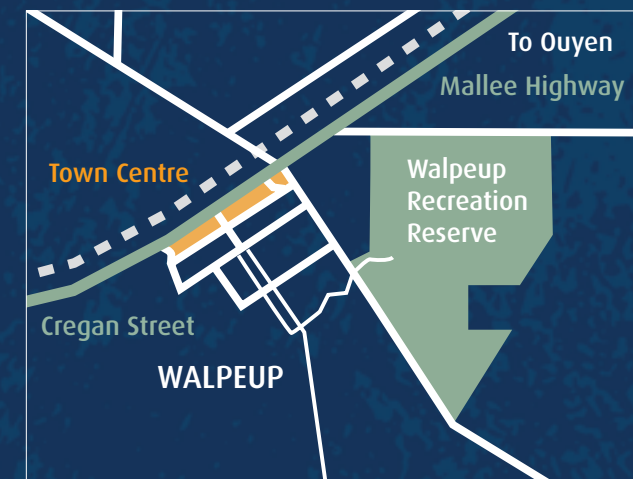 To Ouyen
Mallee Highway
Town Centre
Walpeup
Recreation
Reserve
Cregan Street
WALPEUP